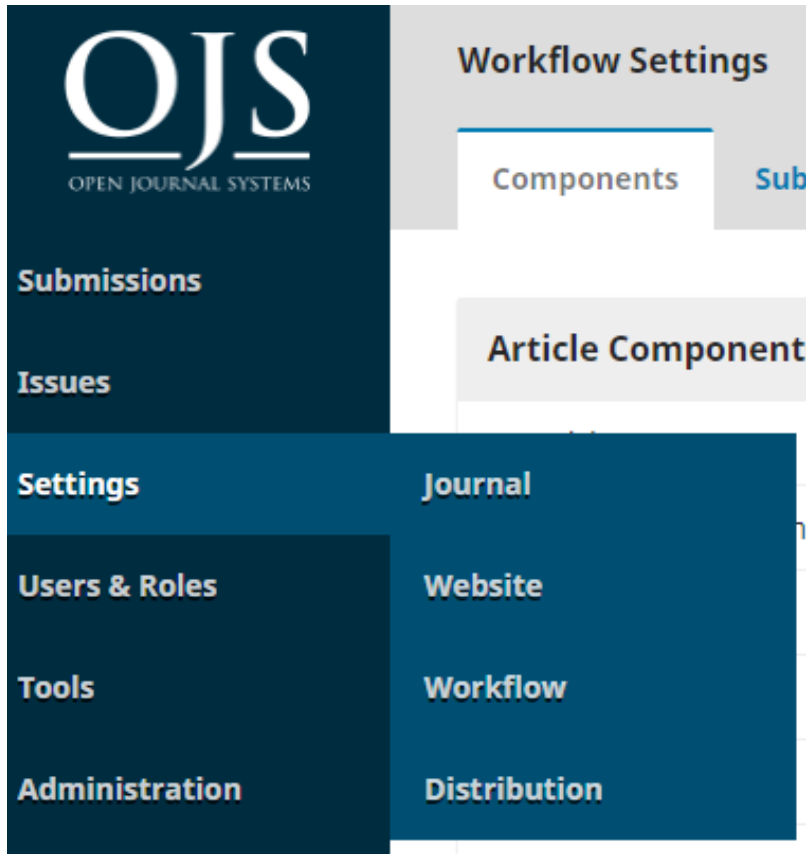 OJS
OPEN JOURNAL SYSTEMS
Workflow Settings
Components
Submissions
Issues
Article Component
Settings
Journal
Website
Workflow
Distribution
Users & Roles
Tools
Administration